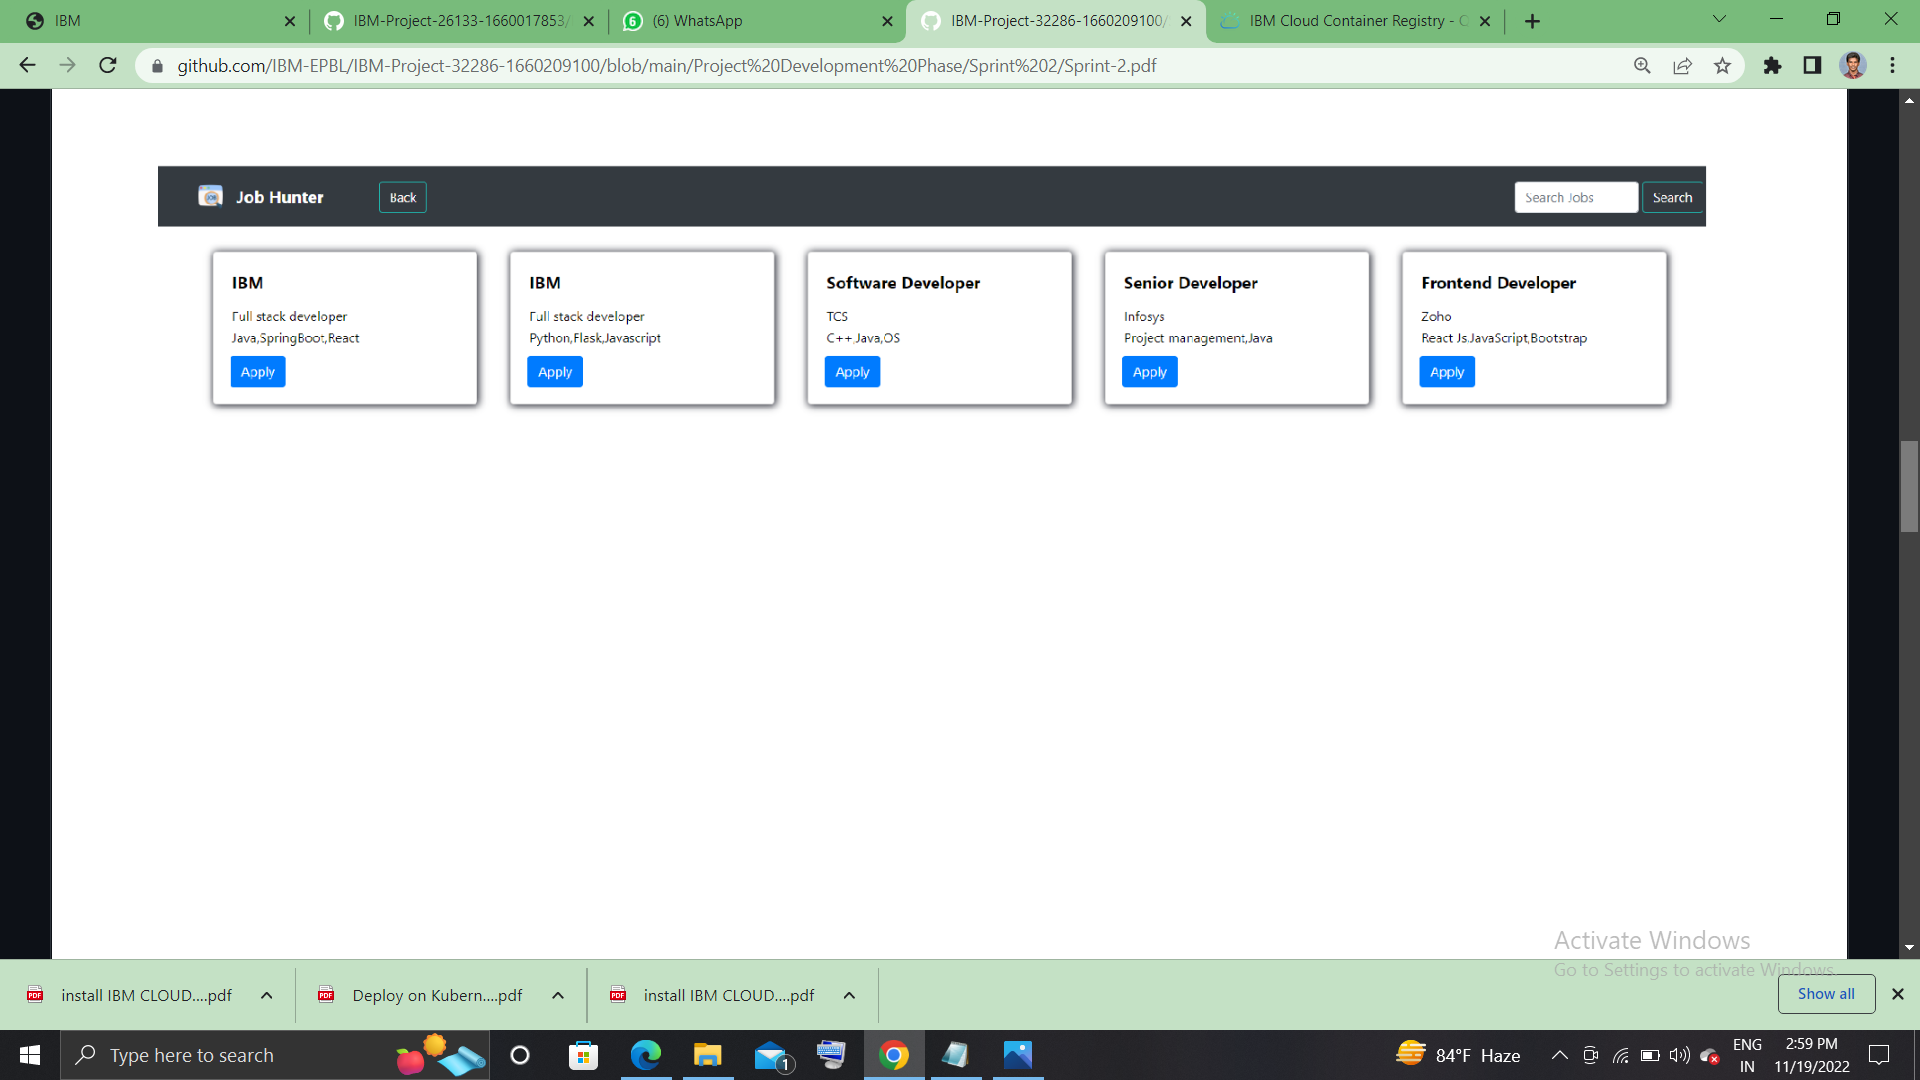 IBM
IBM-Project-26133-1660017853/
(6) WhatsApp
IBM-Project-32286-1660209100/
IBM Cloud Container Registry - O
github.com/IBM-EPBL/IBM-Project-32286-1660209100/blob/main/Project%20Development%20Phase/Sprint%202/Sprint-2.pdf
Job Hunter
Back
Search Jobs
Search
IBM
Full stack developer
Java,SpringBoot,React
Apply
IBM
Full stack developer
Python,Flask,Javascript
Apply
Software Developer
TCS
C++,Java,OS
Apply
Senior Developer
Infosys
Project management,Java
Apply
Frontend Developer
Zoho
React Js,JavaScript,Bootstrap
Apply
Activate Windows
Go to Settings to activate Windows.
install IBM CLOUD....pdf
Deploy on Kubern....pdf
install IBM CLOUD....pdf
Show all
Type here to search
1
84°F Haze
ENG
IN
2:59 PM
11/19/2022